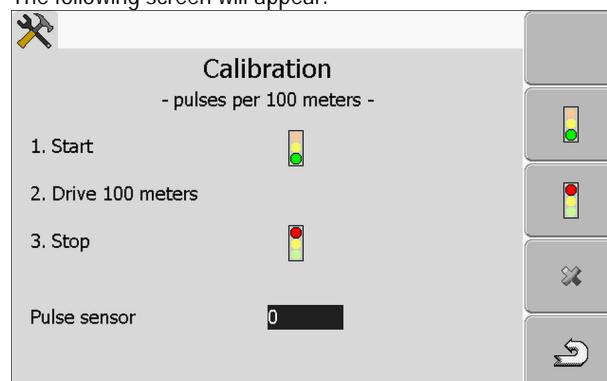 The following screen will appear:
Calibration
- pulses per 100 meters -
1. Start
2. Drive 100 meters
3. Stop
Pulse sensor 0